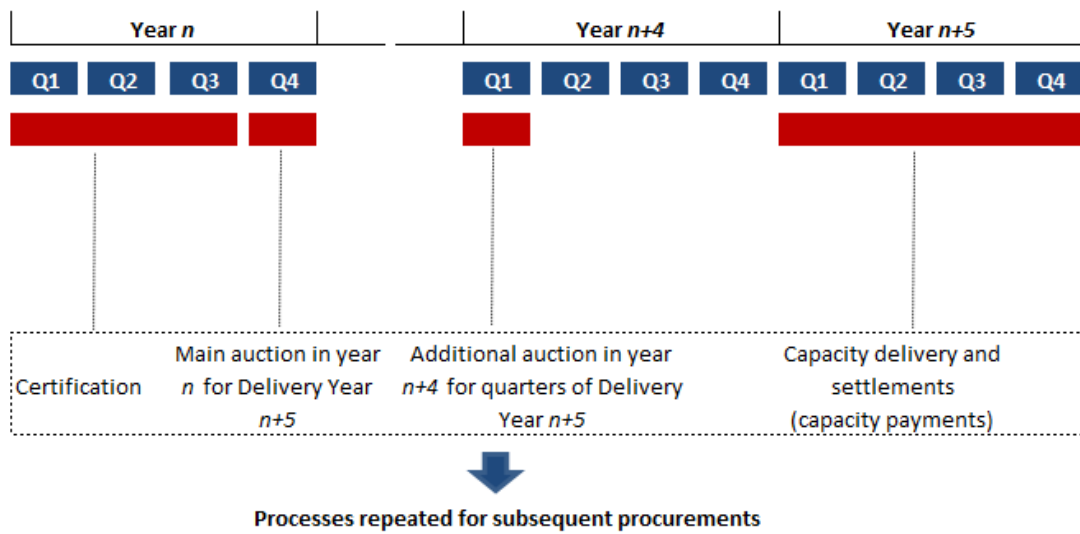 Year n
Year n+4
Year n+5
Q1 Q2 Q3 Q4
Q1 Q2 Q3 Q4
Q1 Q2 Q3 Q4
Certification
Main auction in year
n for Delivery Year
n+5
Additional auction in year
n+4 for quarters of Delivery
Year n+5
Capacity delivery and
settlements
(capacity payments)
Processes repeated for subsequent procurements